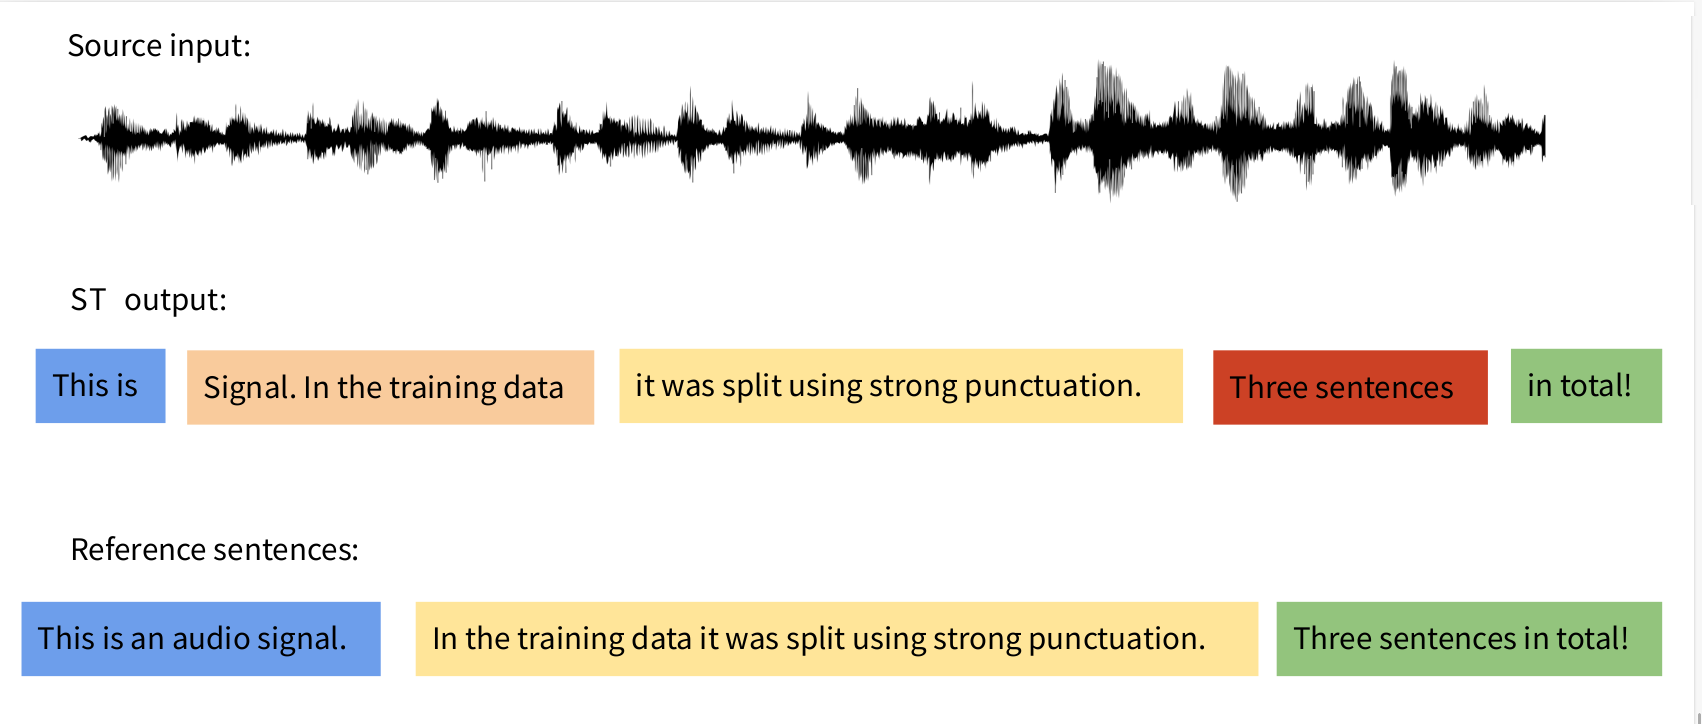 Source input:
ST output:
This is Signal. In the training data it was split using strong punctuation. Three sentences in total!
Reference sentences:
This is an audio signal. In the training data it was split using strong punctuation. Three sentences in total!